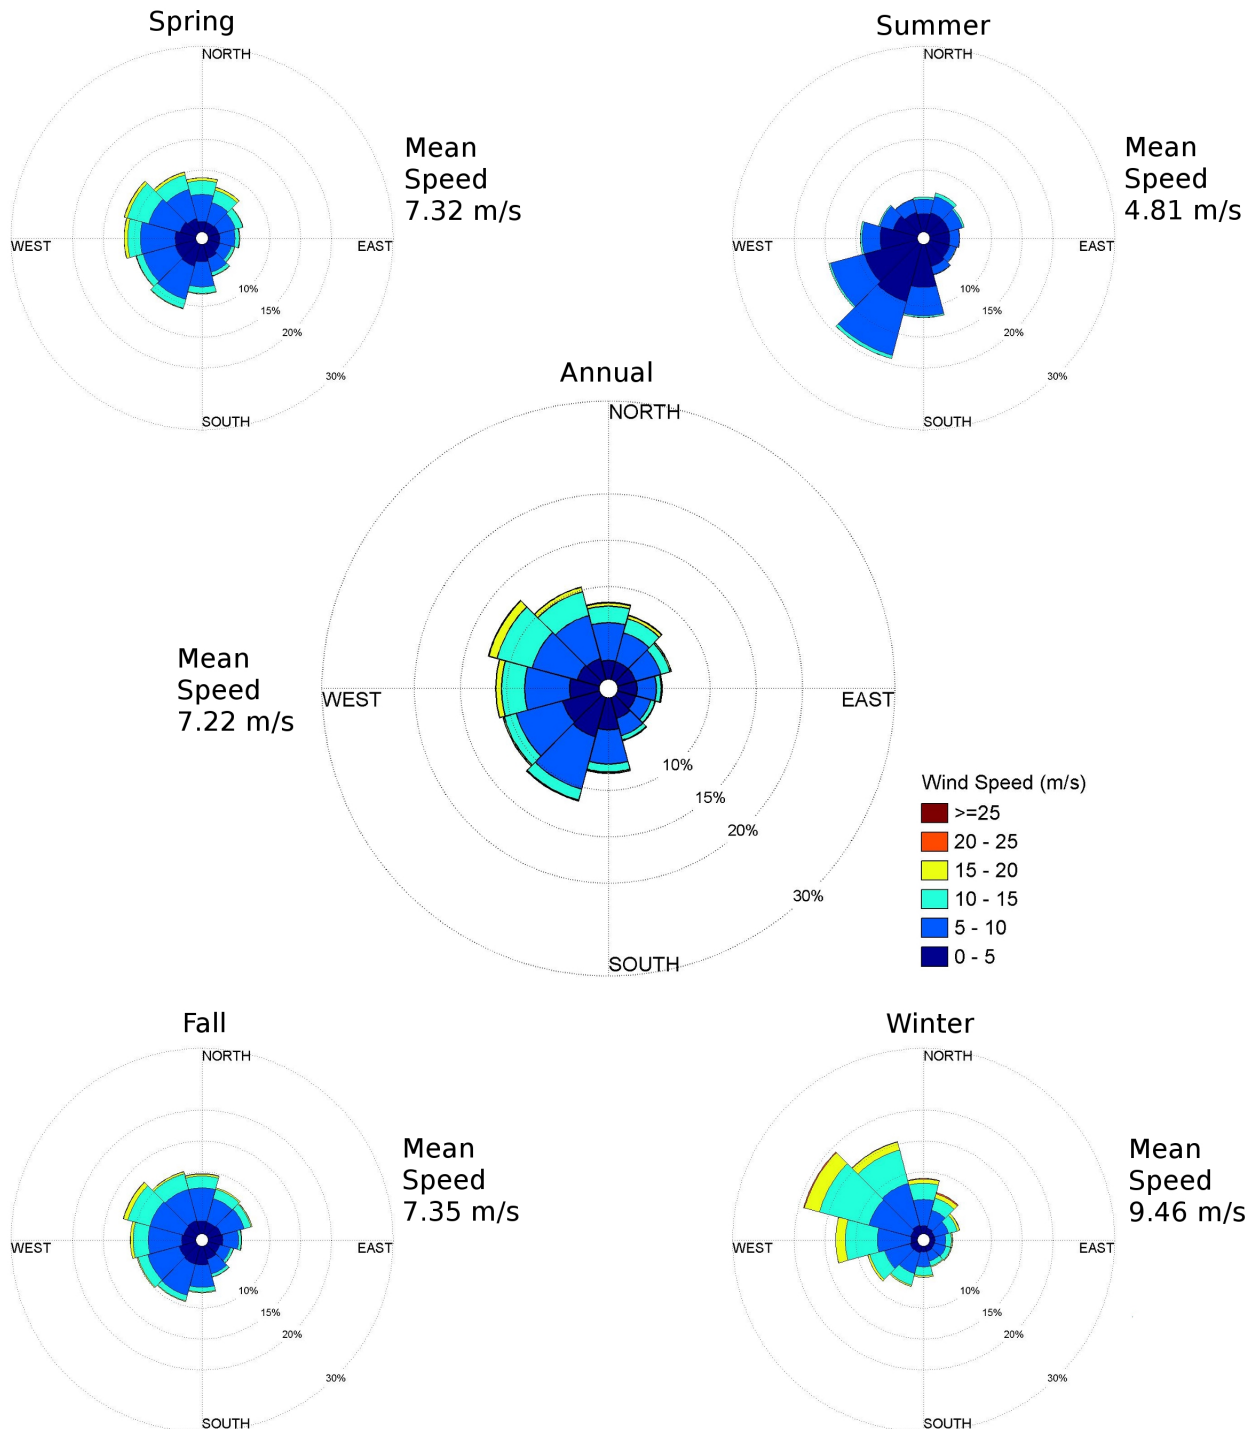 Spring
NORTH
WEST
EAST
SOUTH
10%
15%
20%
30%
Mean
Speed
7.32 m/s
Summer
NORTH
WEST
EAST
SOUTH
10%
15%
20%
30%
Mean
Speed
4.81 m/s
Annual
NORTH
WEST
EAST
SOUTH
10%
15%
20%
30%
Mean
Speed
7.22 m/s
Wind Speed (m/s)
>=25
20 - 25
15 - 20
10 - 15
5 - 10
0 - 5
Fall
NORTH
WEST
EAST
SOUTH
10%
15%
20%
30%
Mean
Speed
7.35 m/s
Winter
NORTH
WEST
EAST
SOUTH
10%
15%
20%
30%
Mean
Speed
9.46 m/s